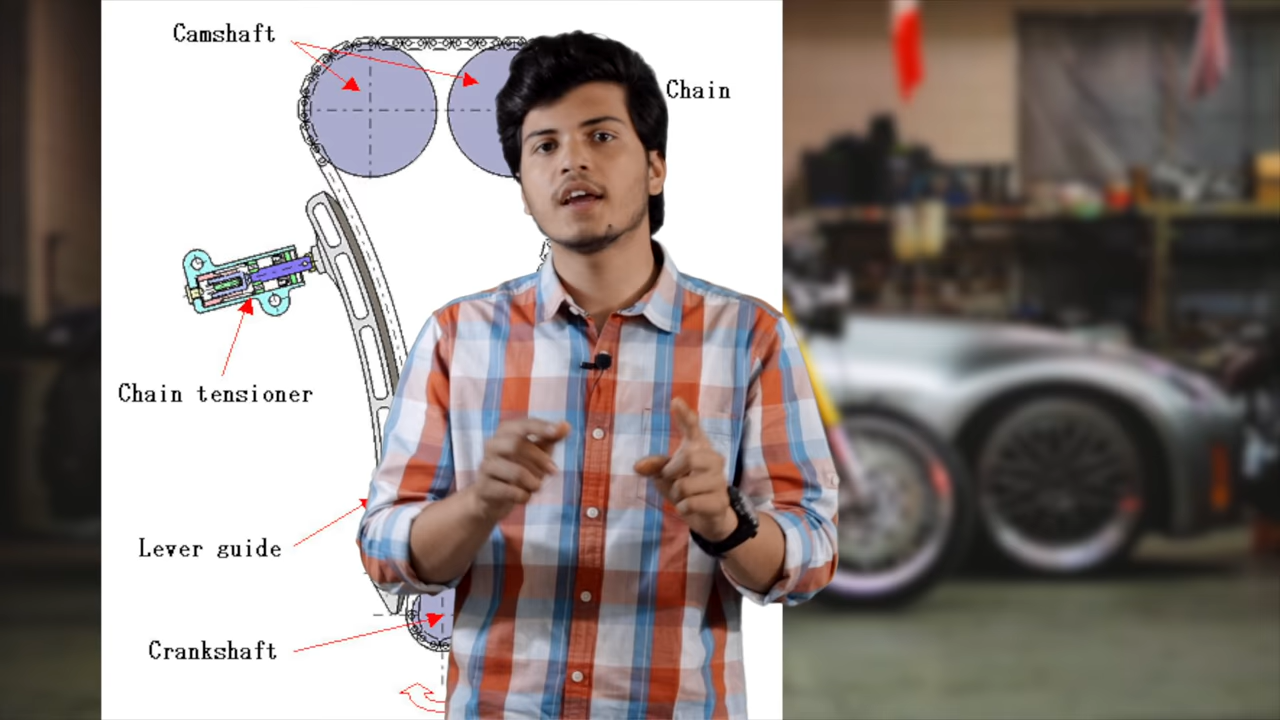 Camshaft
Chain
Chain tensioner
Lever guide
Crankshaft